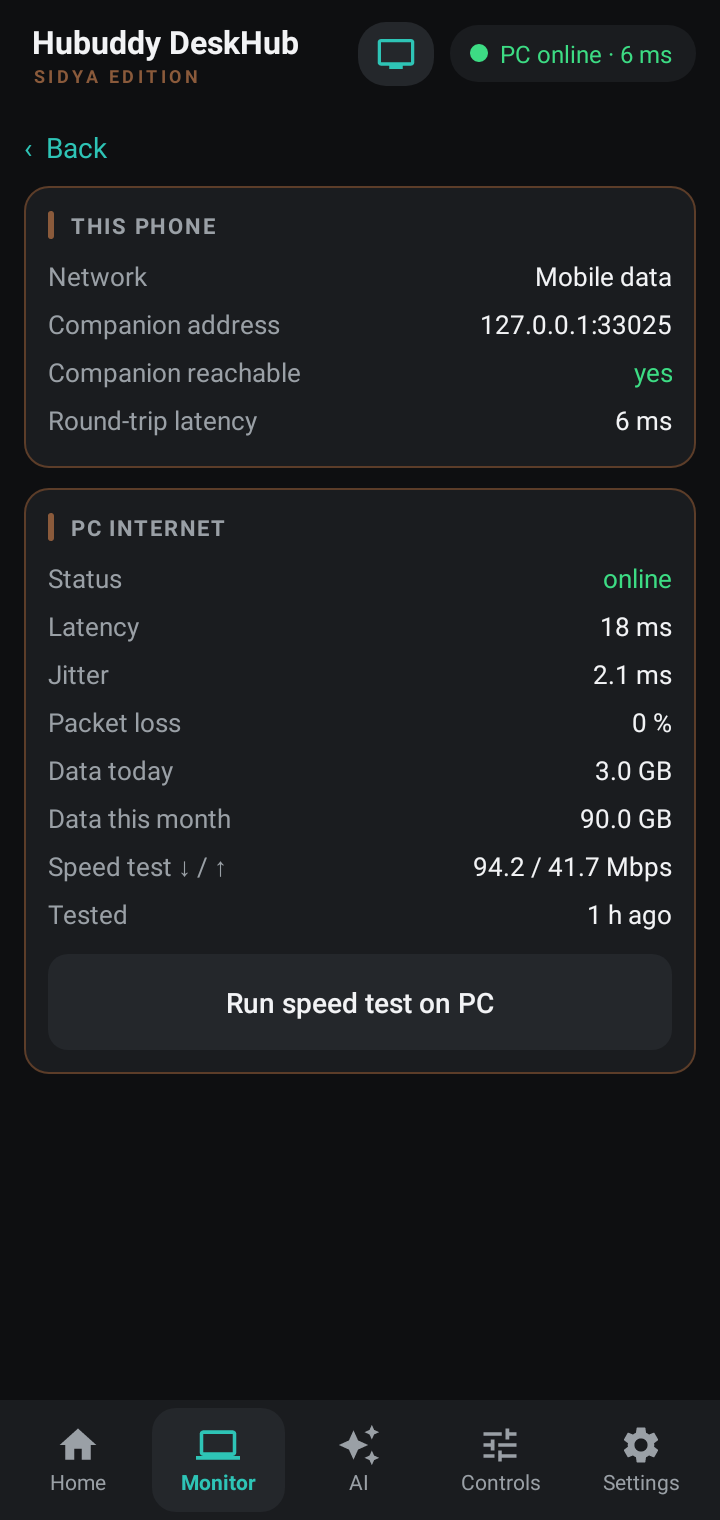 Hubuddy DeskHub
SIDYA EDITION
PC online · 6 ms
‹ Back
THIS PHONE
Network Mobile data
Companion address 127.0.0.1:33025
Companion reachable yes
Round-trip latency 6 ms
PC INTERNET
Status online
Latency 18 ms
Jitter 2.1 ms
Packet loss 0 %
Data today 3.0 GB
Data this month 90.0 GB
Speed test ↓ / ↑ 94.2 / 41.7 Mbps
Tested 1 h ago
Run speed test on PC
Home Monitor AI Controls Settings